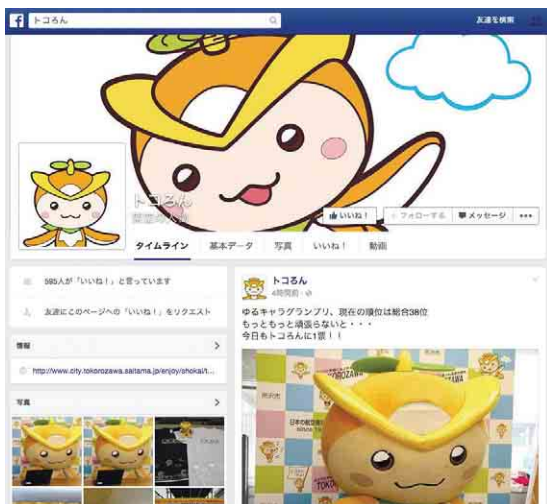 トコろん
友達を検索
トコろん
いいね！
フォローする
メッセージ
タイムライン
基本データ
写真
いいね！
動画
595人が「いいね！」と言っています
友達にこのページへの「いいね！」をリクエスト
情報
http://www.city.tokorozawa.saitama.jp/enjoy/shokai/t...
写真
トコろん
4時間前
ゆるキャラグランプリ、現在の順位は総合38位
もっともっと頑張らないと・・・
今日もトコろんに1票！！